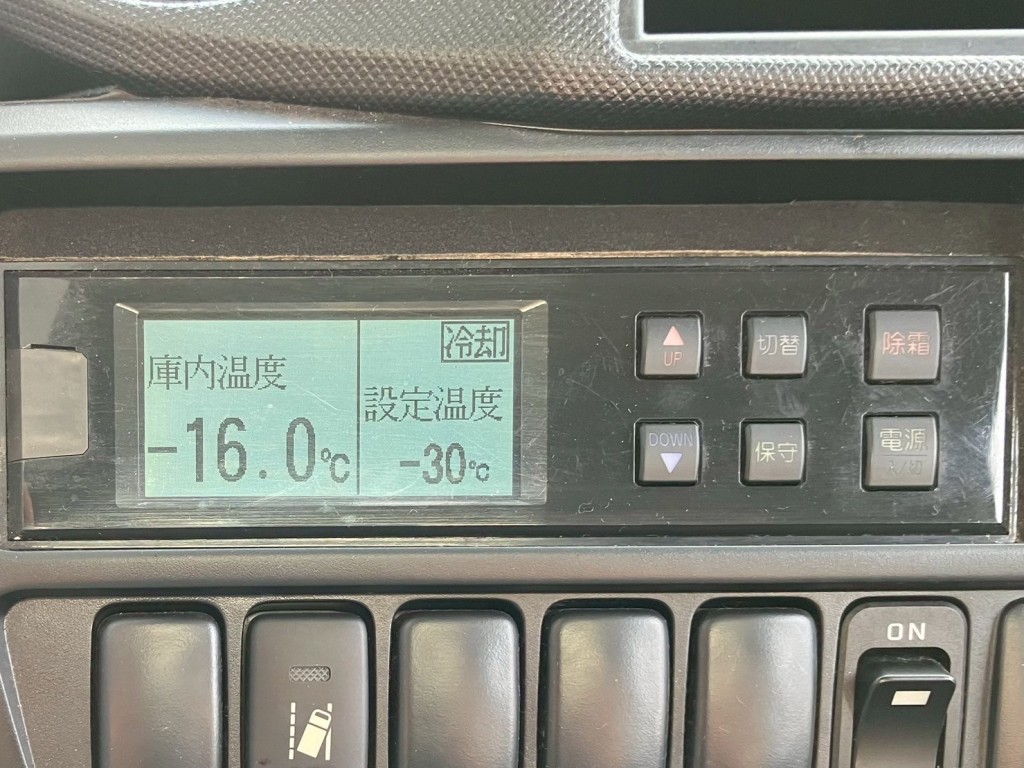 庫内温度
-16.0℃
冷却
設定温度
-30℃
UP
切替
除霜
DOWN
保守
電源
入/切
ON